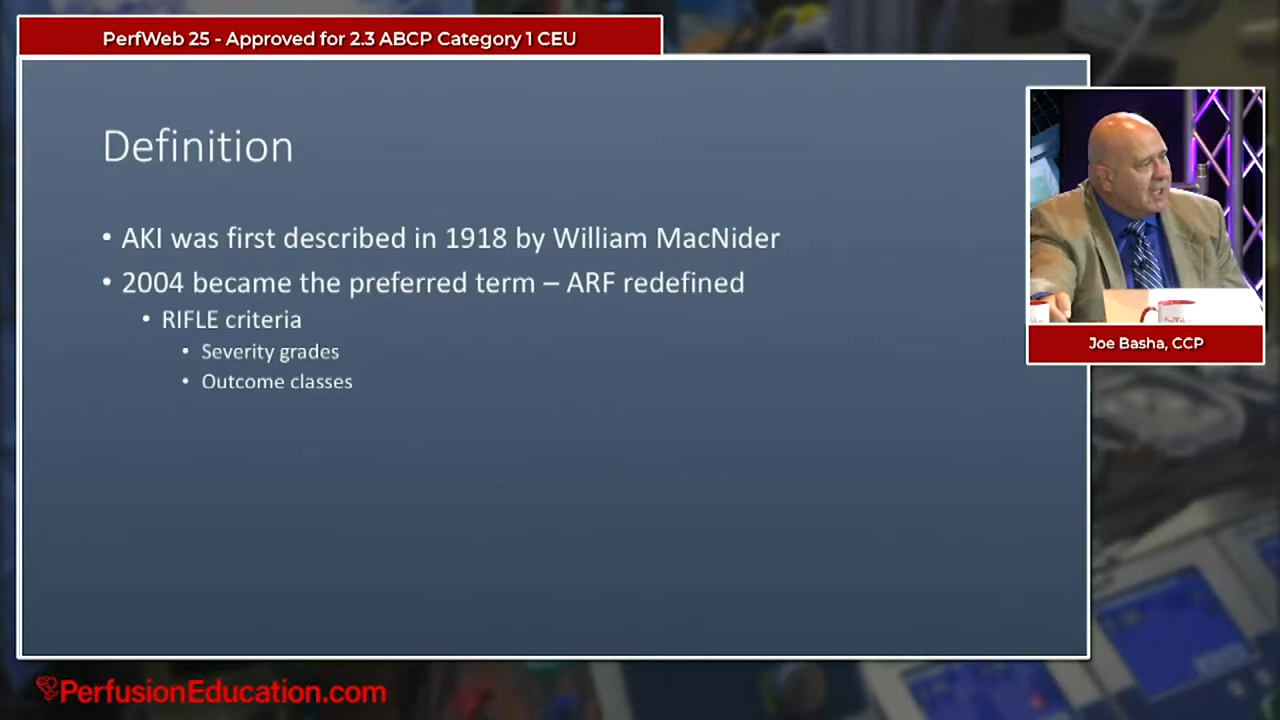 PerfWeb 25 - Approved for 2.3 ABCP Category 1 CEU
Definition
• AKI was first described in 1918 by William MacNider
• 2004 became the preferred term – ARF redefined
• RIFLE criteria
• Severity grades
• Outcome classes
Joe Basha, CCP
PerfusionEducation.com